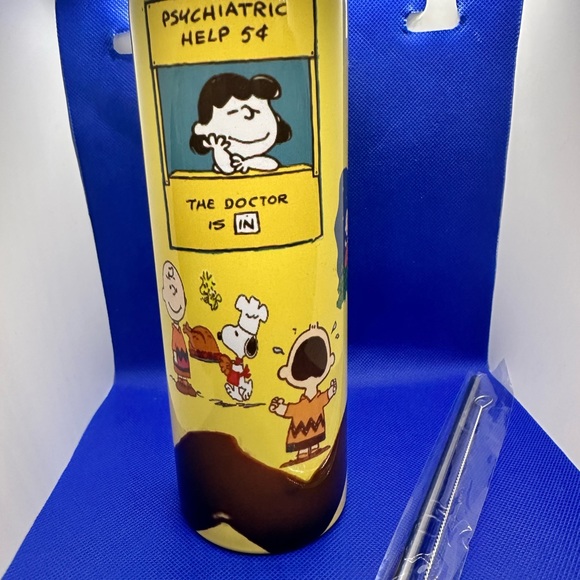 PSYCHIATRIC
HELP 5¢
THE DOCTOR
IS IN